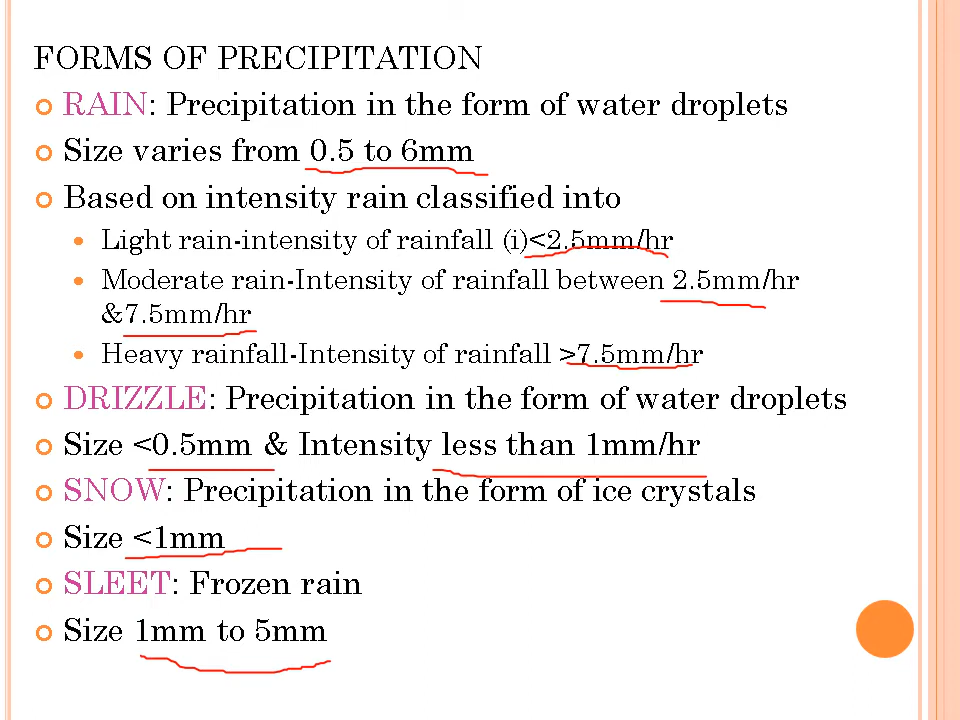 FORMS OF PRECIPITATION
RAIN: Precipitation in the form of water droplets
Size varies from 0.5 to 6mm
Based on intensity rain classified into
Light rain-intensity of rainfall (i)<2.5mm/hr
Moderate rain-Intensity of rainfall between 2.5mm/hr
&7.5mm/hr
Heavy rainfall-Intensity of rainfall >7.5mm/hr
DRIZZLE: Precipitation in the form of water droplets
Size <0.5mm & Intensity less than 1mm/hr
SNOW: Precipitation in the form of ice crystals
Size <1mm
SLEET: Frozen rain
Size 1mm to 5mm